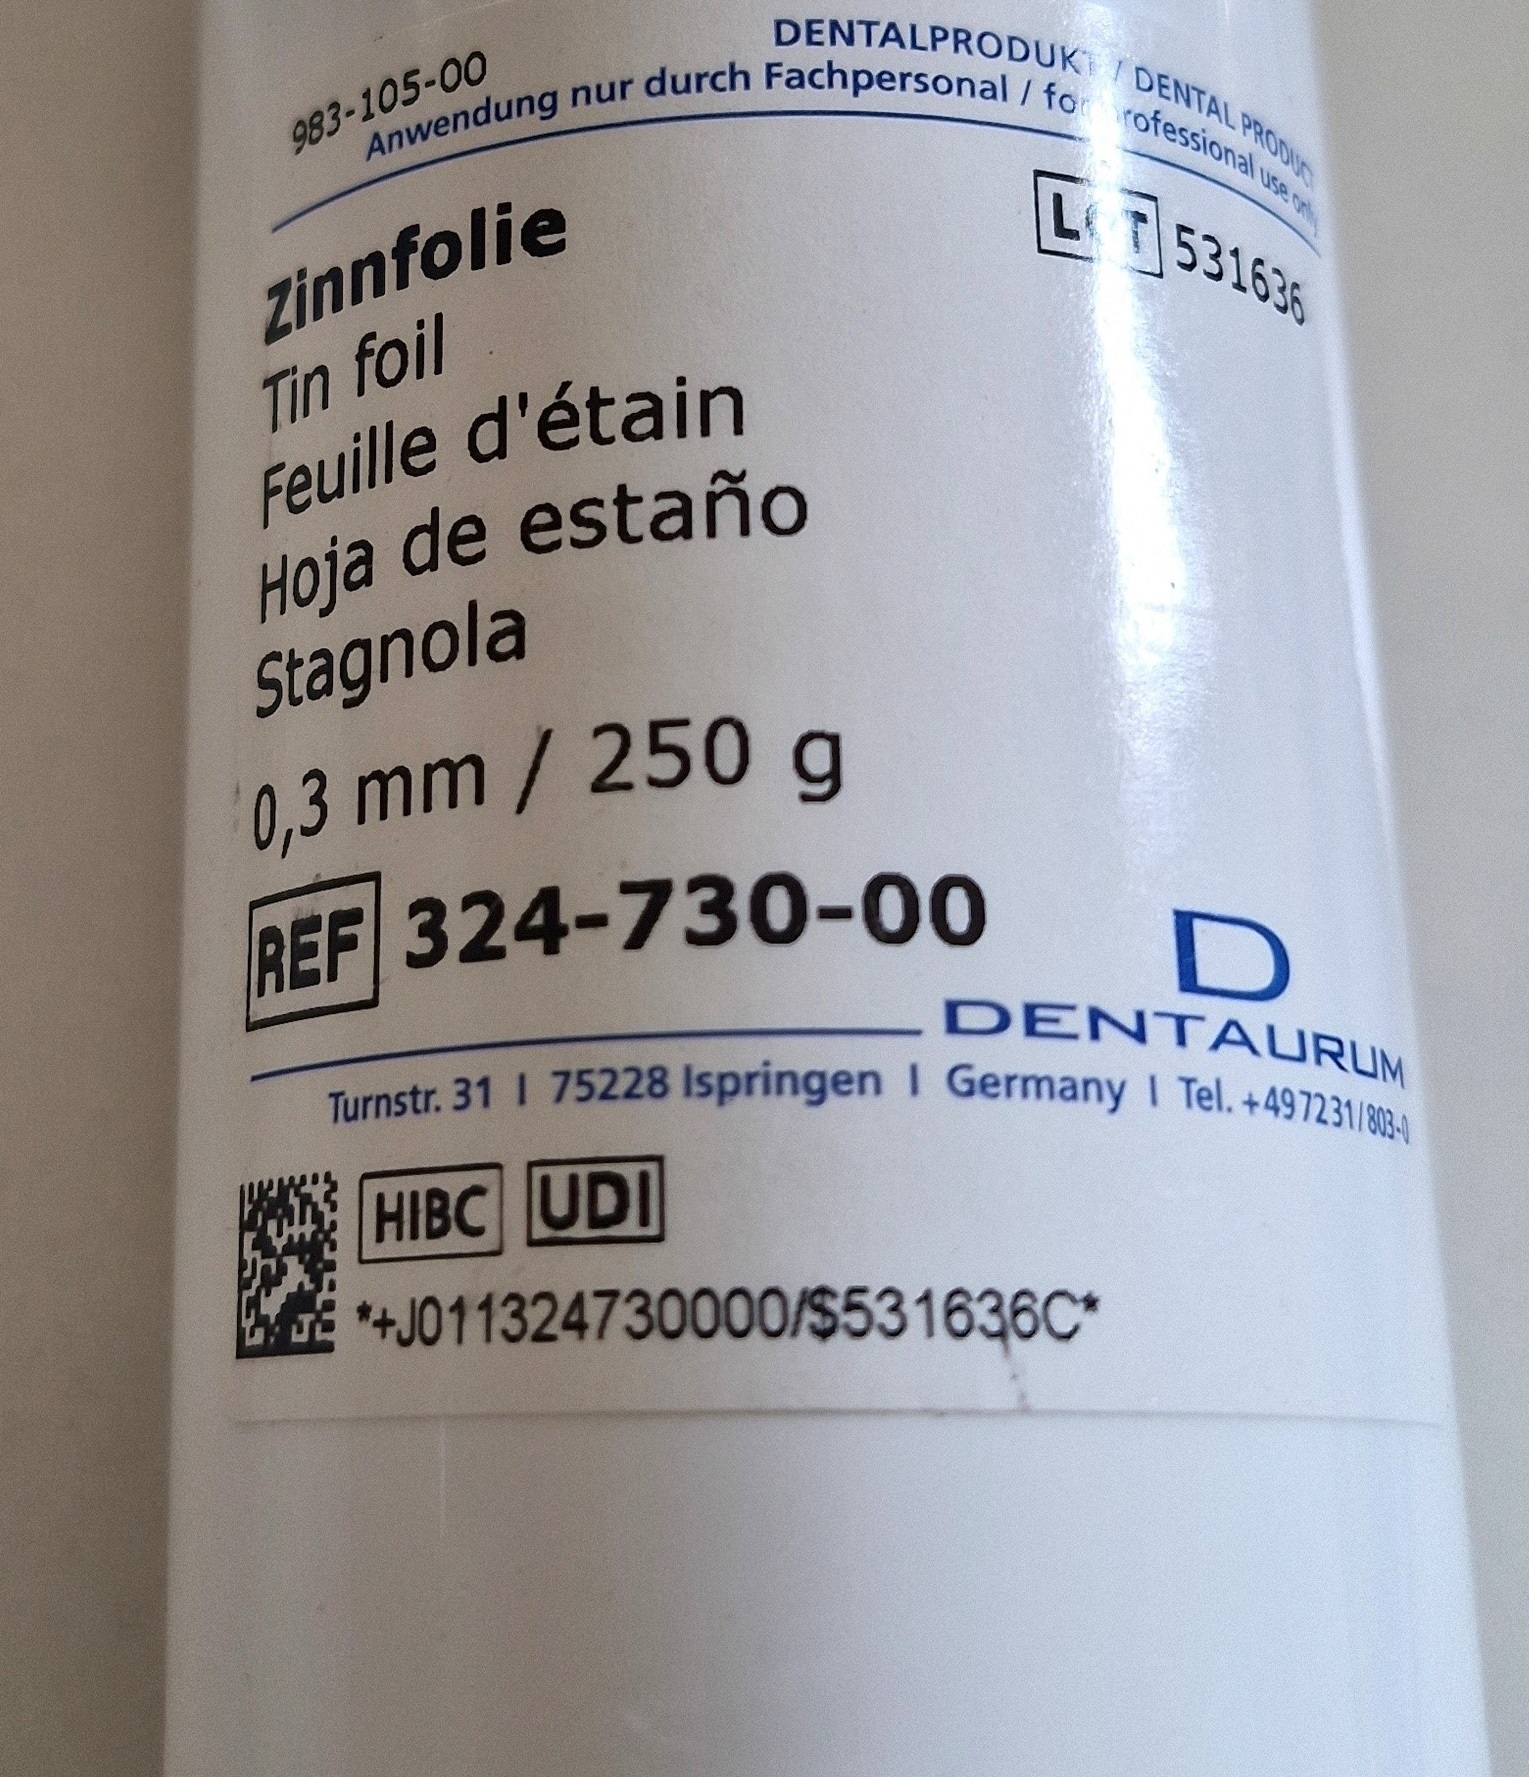 983-105-00
DENTALPRODUKT / DENTAL PRODUCT
Anwendung nur durch Fachpersonal / for professional use only
LOT 531636
Zinnfolie
Tin foil
Feuille d'étain
Hoja de estaño
Stagnola
0,3 mm / 250 g
REF 324-730-00
D
DENTAURUM
Turnstr. 31 I 75228 Ispringen I Germany I Tel. +497231/803-0
HIBC UDI
*+J011324730000/$531636C*